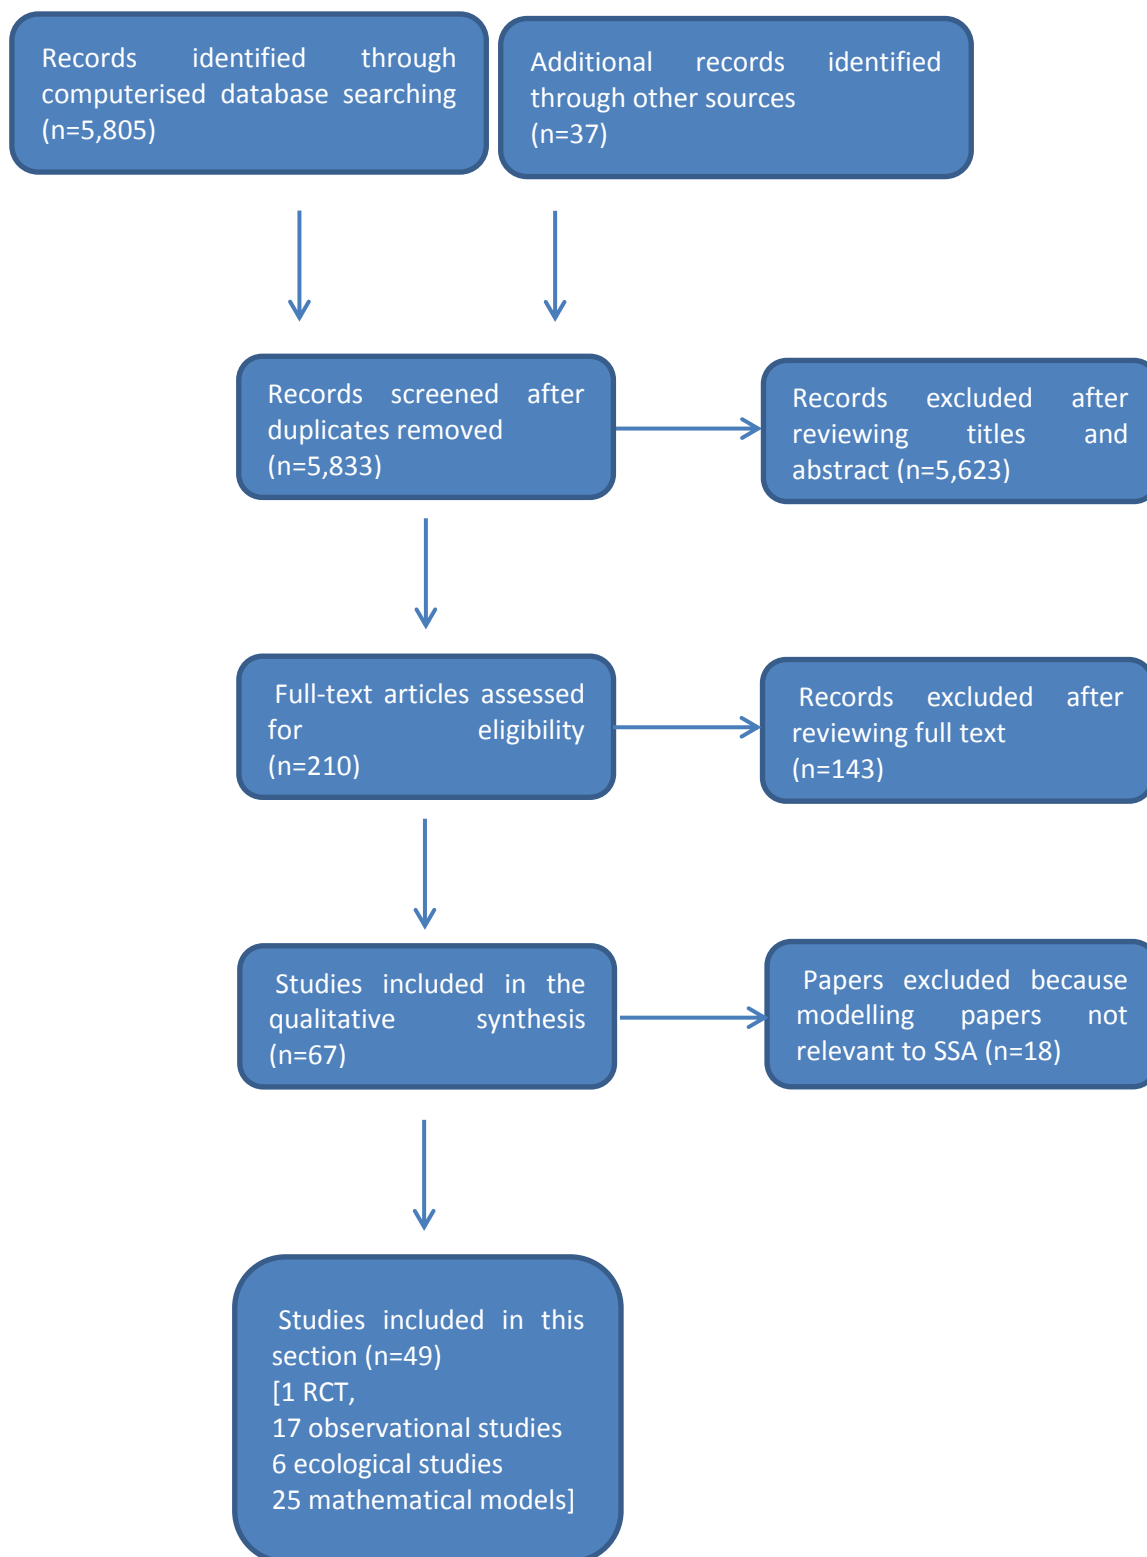 Records identified through
computerised database searching
(n=5,805)
Additional records identified
through other sources
(n=37)
Records screened after
duplicates removed
(n=5,833)
Records excluded after
reviewing titles and
abstract (n=5,623)
Full-text articles assessed
for eligibility
(n=210)
Records excluded after
reviewing full text
(n=143)
Studies included in the
qualitative synthesis
(n=67)
Papers excluded because
modelling papers not
relevant to SSA (n=18)
Studies included in this
section (n=49)
[1 RCT,
17 observational studies
6 ecological studies
25 mathematical models]